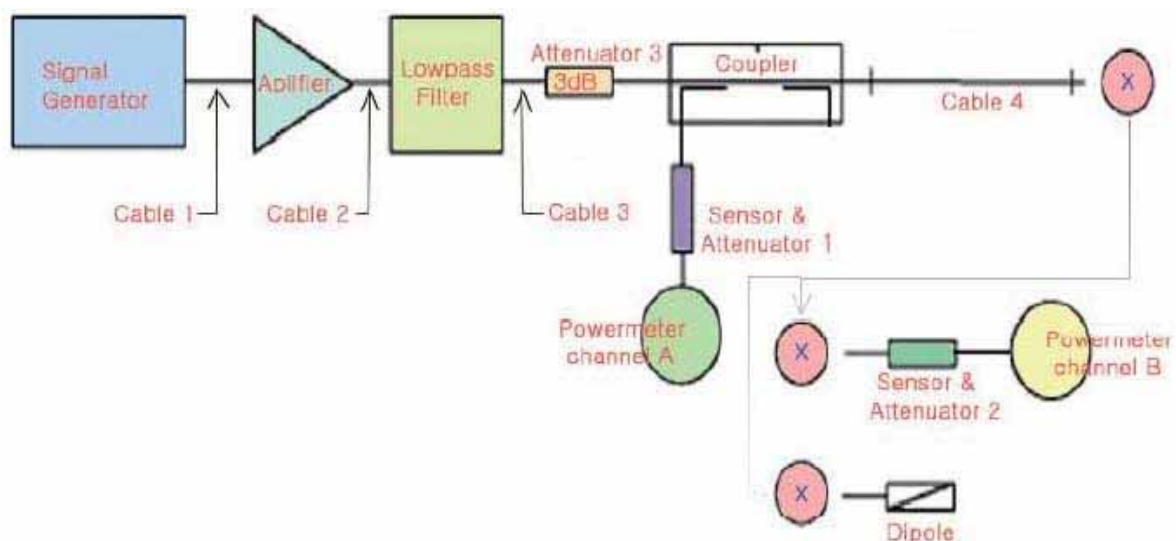 Signal
Generator
Aplifier
Lowpass
Filter
Attenuator 3
3dB
Coupler
Cable 4
X
Cable 1
Cable 2
Cable 3
Sensor &
Attenuator 1
Powermeter
channel A
X
Sensor &
Attenuator 2
Powermeter
channel B
X
Dipole